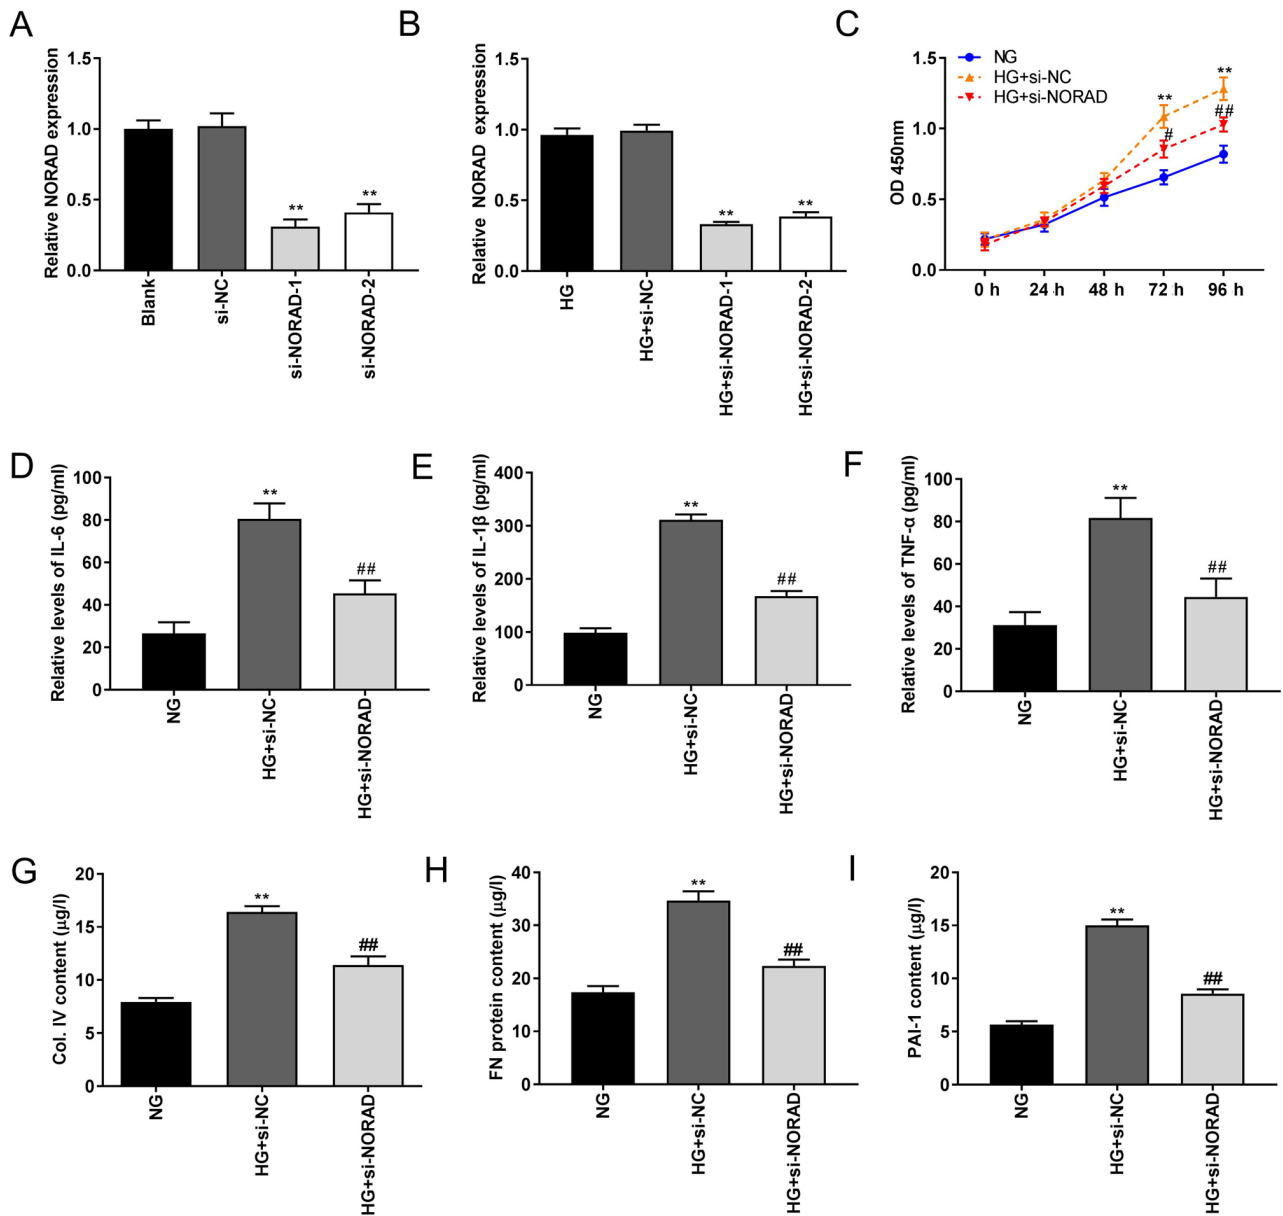 A
Relative NORAD expression
1.5
1.0
0.5
0.0
**
**
Blank
si-NC
si-NORAD-1
si-NORAD-2
B
Relative NORAD expression
1.5
1.0
0.5
0.0
**
**
HG
HG+si-NC
HG+si-NORAD-1
HG+si-NORAD-2
C
OD 450nm
1.5
1.0
0.5
0.0
NG
HG+si-NC
HG+si-NORAD
**
**
#
##
0 h
24 h
48 h
72 h
96 h
D
Relative levels of IL-6 (pg/ml)
100
80
60
40
20
0
**
##
NG
HG+si-NC
HG+si-NORAD
E
Relative levels of IL-1β (pg/ml)
400
300
200
100
0
**
##
NG
HG+si-NC
HG+si-NORAD
F
Relative levels of TNF-α (pg/ml)
100
80
60
40
20
0
**
##
NG
HG+si-NC
HG+si-NORAD
G
Col. IV content (µg/l)
20
15
10
5
0
**
##
NG
HG+si-NC
HG+si-NORAD
H
FN protein content (µg/l)
40
30
20
10
0
**
##
NG
HG+si-NC
HG+si-NORAD
I
PAI-1 content (µg/l)
20
15
10
5
0
**
##
NG
HG+si-NC
HG+si-NORAD